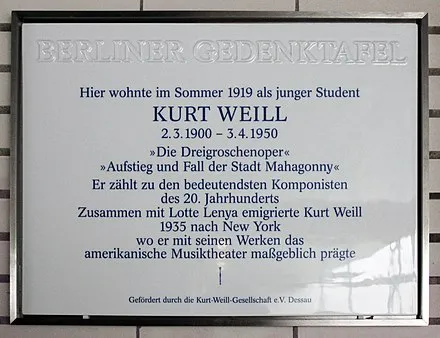 BERLINER GEDENKTAFEL
Hier wohnte im Sommer 1919 als junger Student
KURT WEILL
2.3.1900 – 3.4.1950
»Die Dreigroschenoper«
»Aufstieg und Fall der Stadt Mahagonny«
Er zählt zu den bedeutendsten Komponisten
des 20. Jahrhunderts
Zusammen mit Lotte Lenya emigrierte Kurt Weill
1935 nach New York
wo er mit seinen Werken das
amerikanische Musiktheater maßgeblich prägte
Gefördert durch die Kurt-Weill-Gesellschaft e.V. Dessau